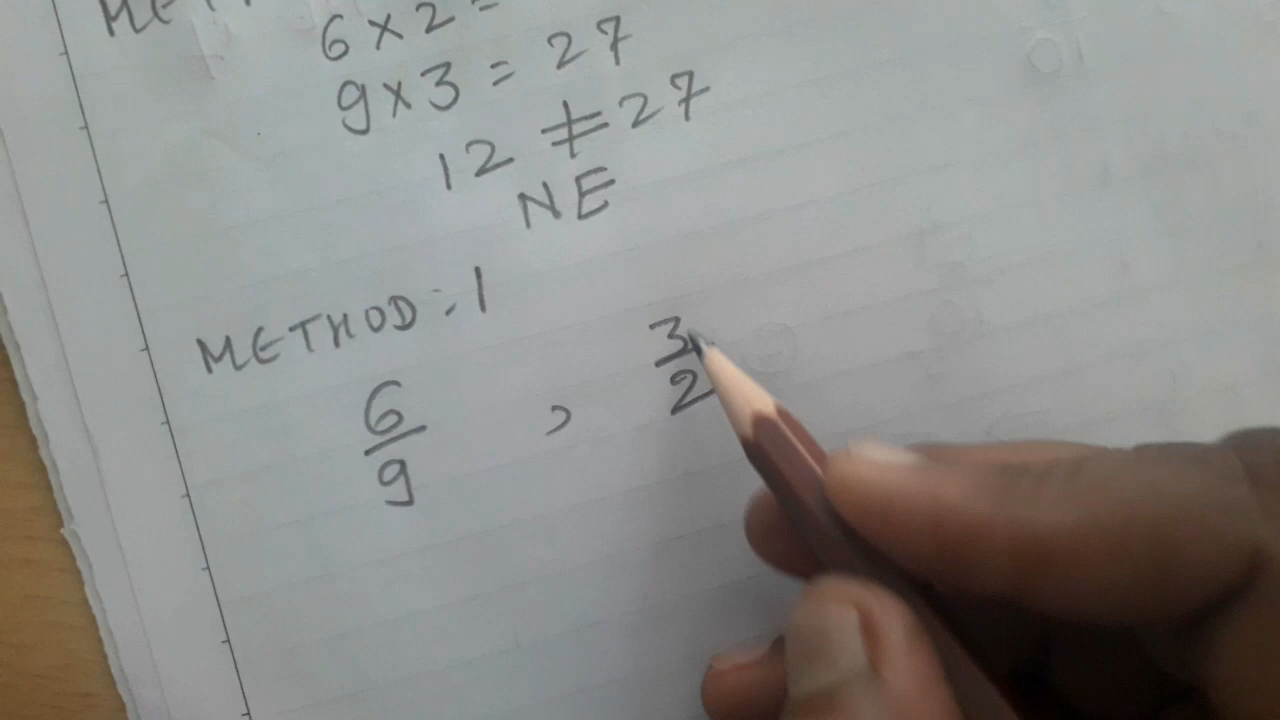 6 × 2 =
9 × 3 = 27
12 ≠ 27
NE
METHOD:-1
6/9 , 3/2